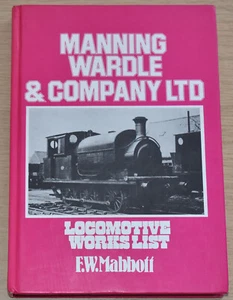 MANNING
WARDLE
& COMPANY LTD
LOCOMOTIVE
WORKS LIST
F.W. Mabbott